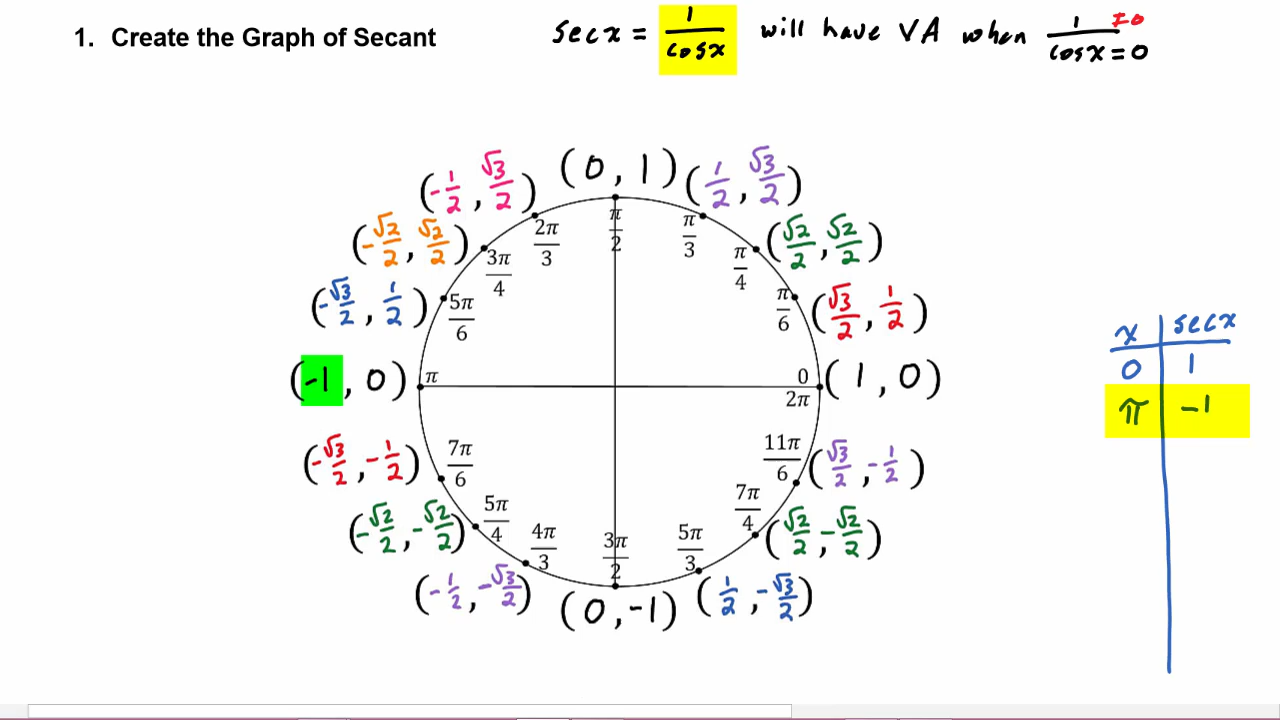 1. Create the Graph of Secant
sec x = 1/cos x will have VA when 1/cos x = 0 ≠0
(0, 1)
(-1/2, √3/2) (1/2, √3/2)
π/2
2π/3 π/3
(-√2/2, √2/2) (√2/2, √2/2)
3π/4 π/4
(-√3/2, 1/2) (√3/2, 1/2)
5π/6 π/6
(-1, 0) π 0 (1, 0)
2π
(-√3/2, -1/2) 7π/6 11π/6 (√3/2, -1/2)
(-√2/2, -√2/2) 5π/4 7π/4 (√2/2 -√2/2)
4π/3 3π/2 5π/3
(-1/2, -√3/2) (1/2, -√3/2)
(0, -1)
x sec x
0 1
π -1